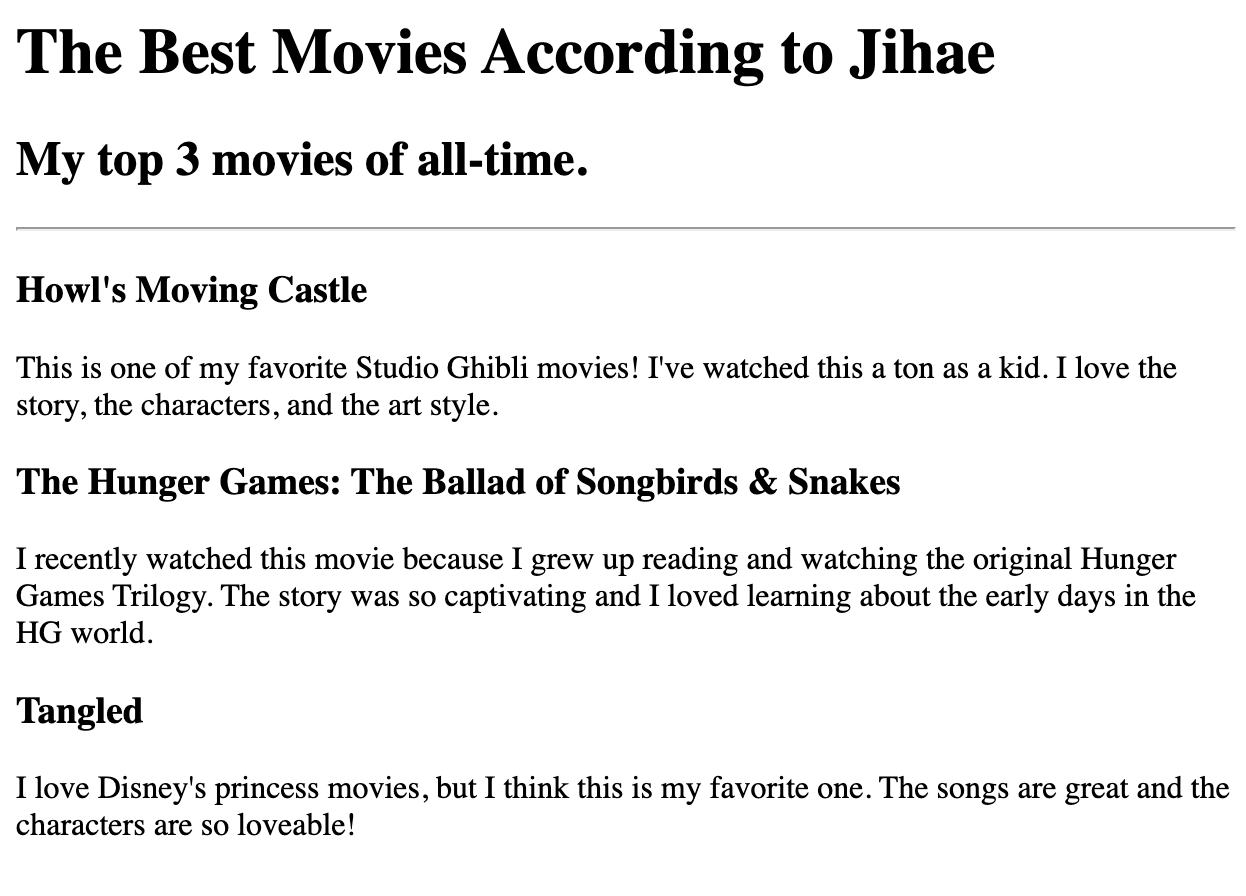 The Best Movies According to Jihae
My top 3 movies of all-time.
Howl's Moving Castle
This is one of my favorite Studio Ghibli movies! I've watched this a ton as a kid. I love the
story, the characters, and the art style.
The Hunger Games: The Ballad of Songbirds & Snakes
I recently watched this movie because I grew up reading and watching the original Hunger
Games Trilogy. The story was so captivating and I loved learning about the early days in the
HG world.
Tangled
I love Disney's princess movies, but I think this is my favorite one. The songs are great and the
characters are so loveable!